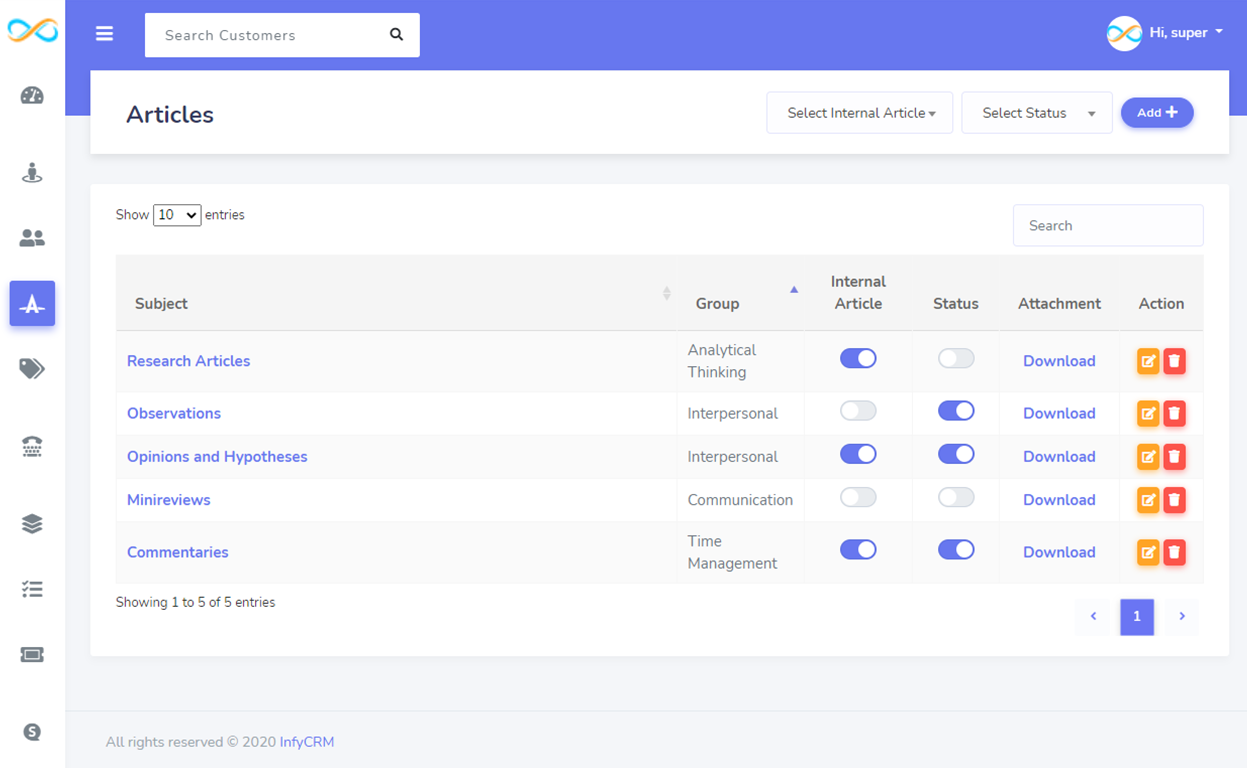 Search Customers
Hi, super
Articles
Select Internal Article
Select Status
Add
Show 10 entries
Search
Subject
Group
Internal
Article
Status
Attachment
Action
Research Articles
Analytical
Thinking
Download
Observations
Interpersonal
Download
Opinions and Hypotheses
Interpersonal
Download
Minireviews
Communication
Download
Commentaries
Time
Management
Download
Showing 1 to 5 of 5 entries
1
All rights reserved © 2020 InfyCRM